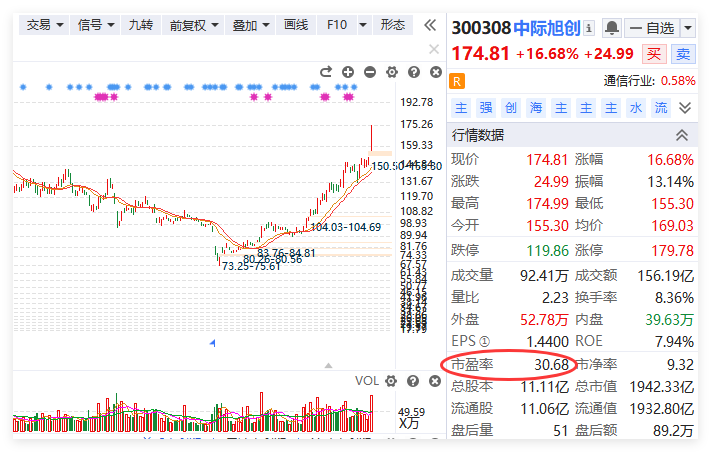 交易 信号 九转 前复权 叠加 画线 F10 形态
192.78
175.26
159.33
150.50
131.67
119.70
108.82
104.03-104.69
98.93
89.94
83.76-84.81
81.76
80.26-80.56
74.33
73.25-75.61
67.57
61.43
VOL
49.59
X万
300308 中际旭创 自选
174.81 +16.68% +24.99 买 卖
R 通信行业: 0.58%
主 强 创 海 主 主 主 水 流
行情数据
现价 174.81 涨幅 16.68%
涨跌 24.99 振幅 13.14%
最高 174.99 最低 155.30
今开 155.30 均价 169.03
跌停 119.86 涨停 179.78
成交量 92.41万 成交额 156.19亿
量比 2.23 换手率 8.36%
外盘 52.78万 内盘 39.63万
EPS ① 1.4400 ROE 7.94%
市盈率 30.68 市净率 9.32
总股本 11.11亿 总市值 1942.33亿
流通股 11.06亿 流通值 1932.80亿
盘后量 51 盘后额 89.2万